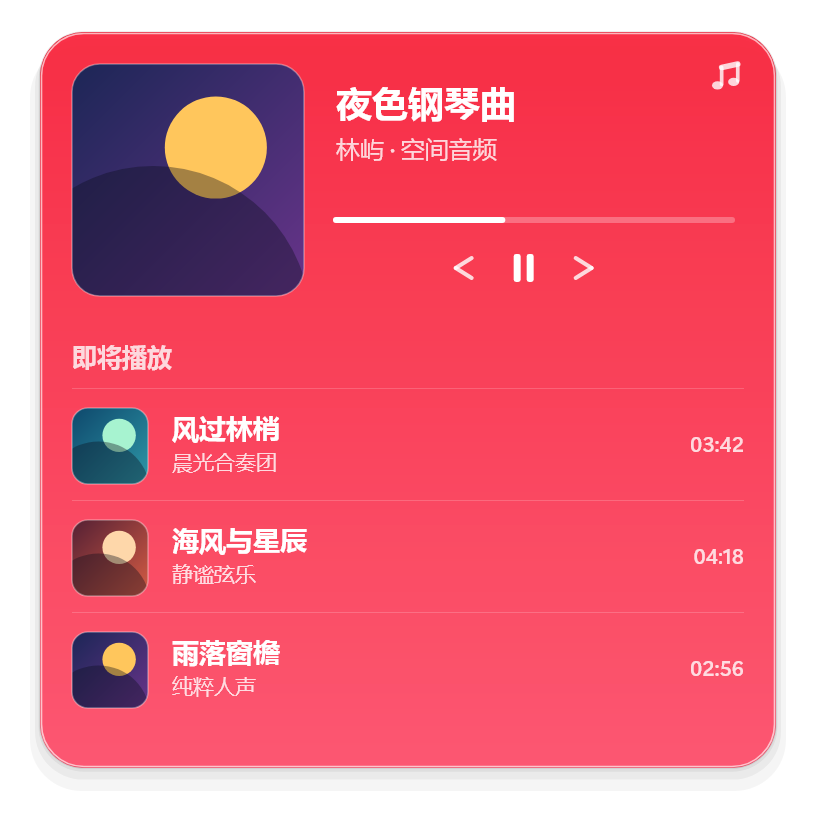 夜色钢琴曲
林屿 · 空间音频
即将播放
风过林梢
晨光合奏团
03:42
海风与星辰
静谧弦乐
04:18
雨落窗檐
纯粹人声
02:56